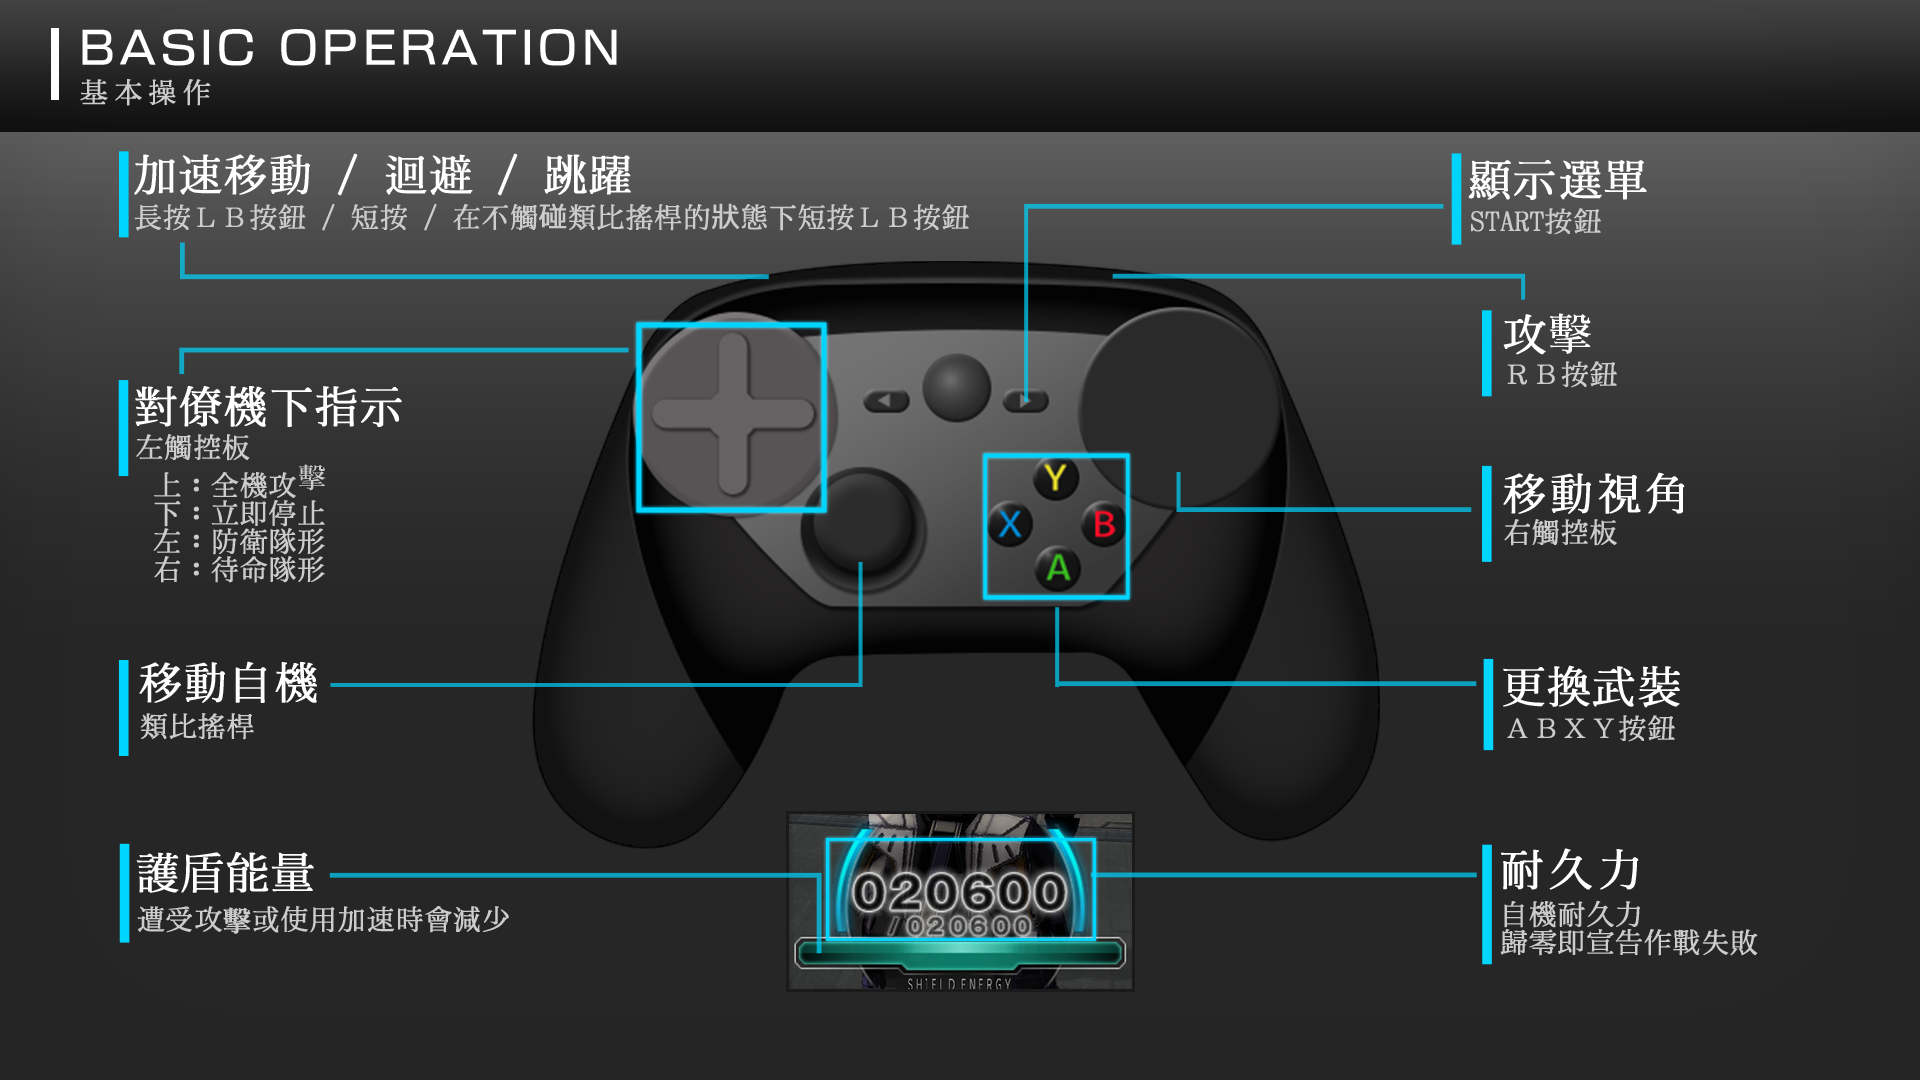 BASIC OPERATION
基本操作
加速移動 / 迴避 / 跳躍
長按ＬＢ按鈕 / 短按 / 在不觸碰類比搖桿的狀態下短按ＬＢ按鈕
顯示選單
START按鈕
攻擊
ＲＢ按鈕
對僚機下指示
左觸控板
上：全機攻擊
下：立即停止
左：防衛隊形
右：待命隊形
移動視角
右觸控板
Y
X
B
A
移動自機
類比搖桿
更換武裝
ＡＢＸＹ按鈕
護盾能量
遭受攻擊或使用加速時會減少
020600
/020600
SHIELD ENERGY
耐久力
自機耐久力
歸零即宣告作戰失敗